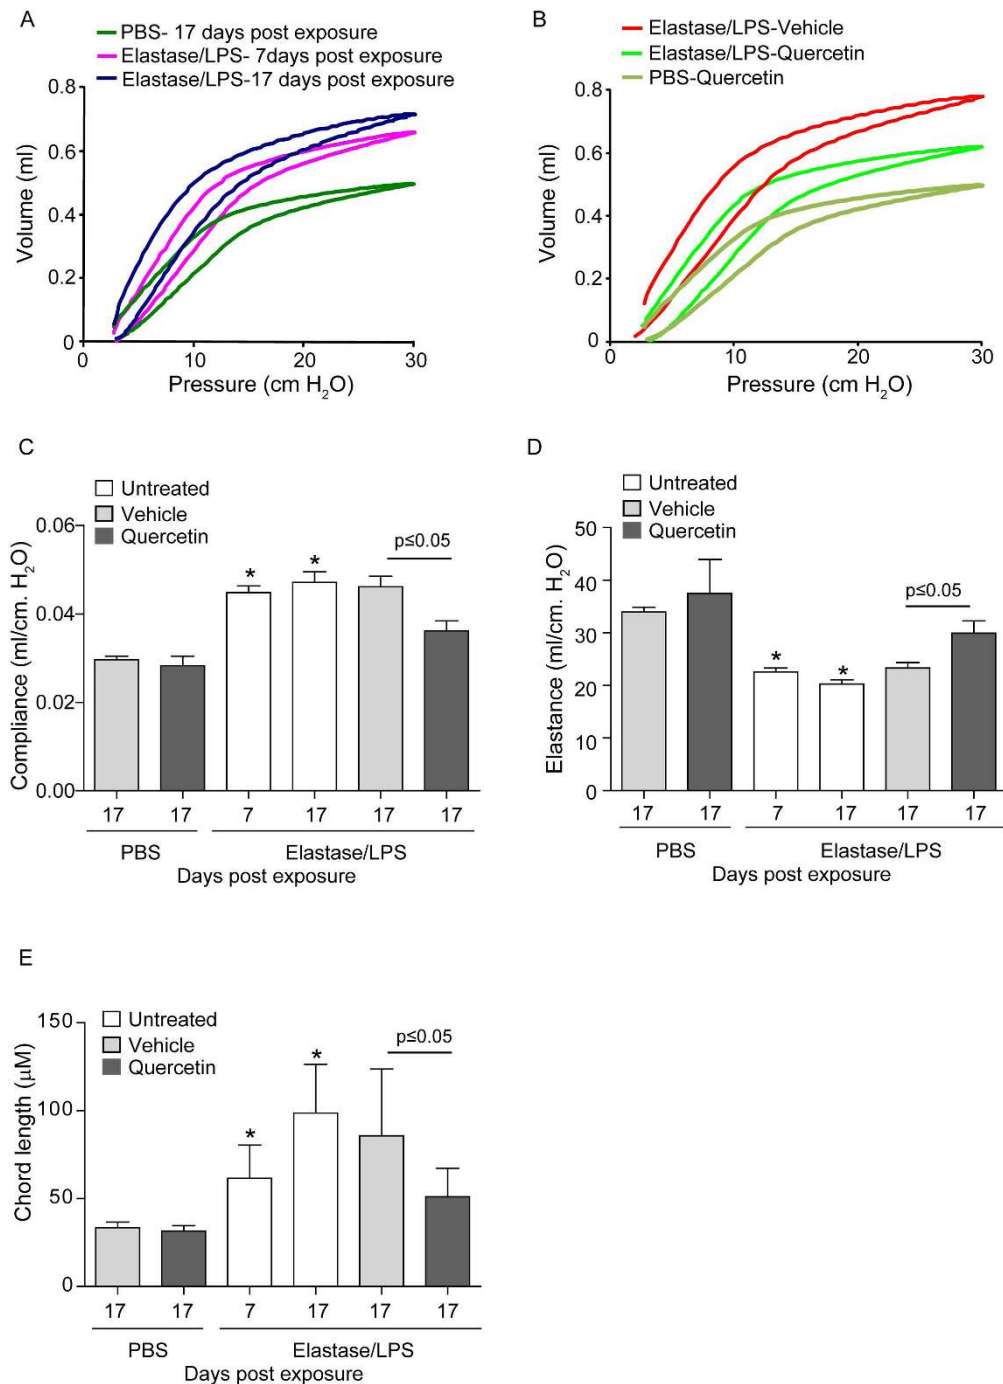 A
PBS- 17 days post exposure
Elastase/LPS- 7days post exposure
Elastase/LPS-17 days post exposure
0.8
0.6
0.4
0.2
0
Volume (ml)
0 10 20 30
Pressure (cm H₂O)
B
Elastase/LPS-Vehicle
Elastase/LPS-Quercetin
PBS-Quercetin
0.8
0.6
0.4
0.2
0
Volume (ml)
0 10 20 30
Pressure (cm H₂O)
C
Untreated
Vehicle
Quercetin
p≤0.05
* *
0.06
0.04
0.02
0.00
Compliance (ml/cm. H₂O)
17 17 7 17 17 17
PBS Elastase/LPS
Days post exposure
D
Untreated
Vehicle
Quercetin
p≤0.05
* *
50
40
30
20
10
0
Elastance (ml/cm. H₂O)
17 17 7 17 17 17
PBS Elastase/LPS
Days post exposure
E
Untreated
Vehicle
Quercetin
p≤0.05
* *
150
100
50
0
Chord length (μM)
17 17 7 17 17 17
PBS Elastase/LPS
Days post exposure